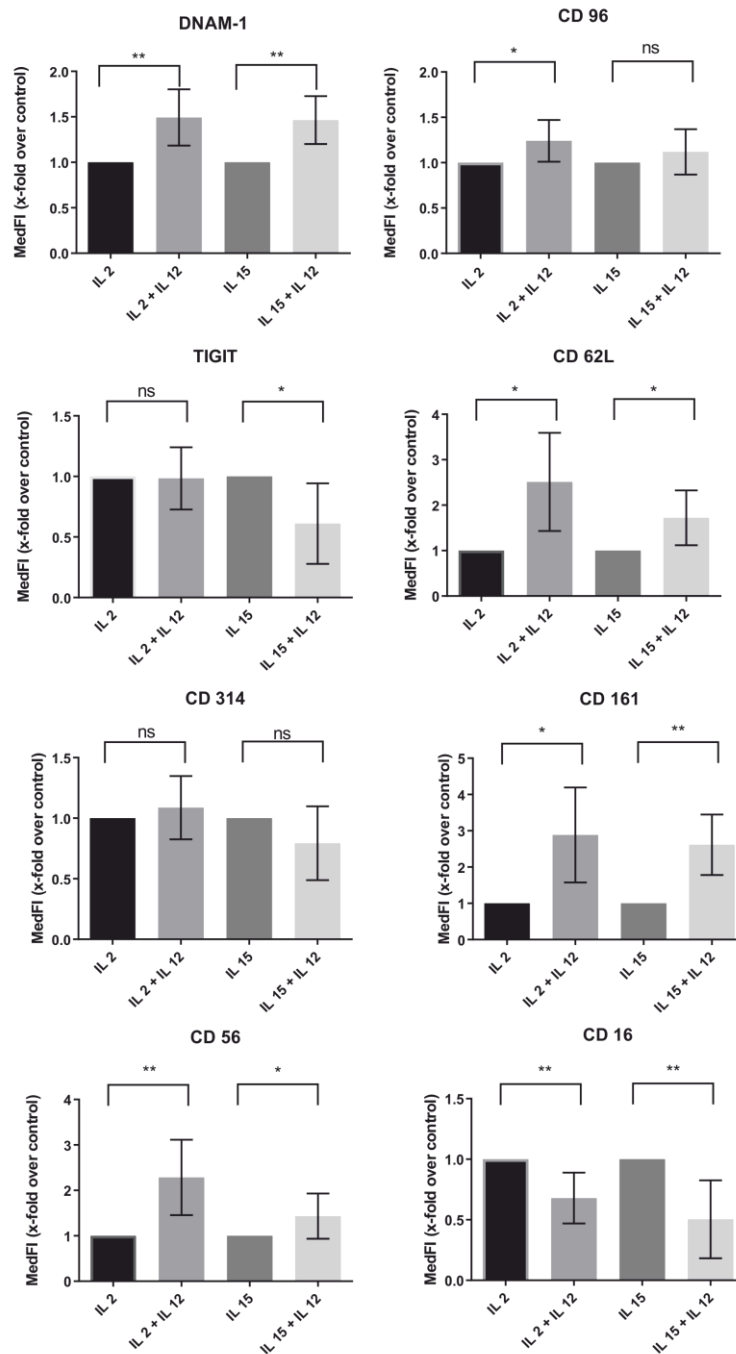 DNAM-1
** **
MedFI (x-fold over control)
2.0
1.5
1.0
0.5
0.0
IL 2
IL 2 + IL 12
IL 15
IL 15 + IL 12
CD 96
* ns
MedFI (x-fold over control)
2.0
1.5
1.0
0.5
0.0
IL 2
IL 2 + IL 12
IL 15
IL 15 + IL 12
TIGIT
ns *
MedFI (x-fold over control)
1.5
1.0
0.5
0.0
IL 2
IL 2 + IL 12
IL 15
IL 15 + IL 12
CD 62L
* *
MedFI (x-fold over control)
4
3
2
1
0
IL 2
IL 2 + IL 12
IL 15
IL 15 + IL 12
CD 314
ns ns
MedFI (x-fold over control)
1.5
1.0
0.5
0.0
IL 2
IL 2 + IL 12
IL 15
IL 15 + IL 12
CD 161
* **
MedFI (x-fold over control)
5
4
3
2
1
0
IL 2
IL 2 + IL 12
IL 15
IL 15 + IL 12
CD 56
** *
MedFI (x-fold over control)
4
3
2
1
0
IL 2
IL 2 + IL 12
IL 15
IL 15 + IL 12
CD 16
** **
MedFI (x-fold over control)
1.5
1.0
0.5
0.0
IL 2
IL 2 + IL 12
IL 15
IL 15 + IL 12